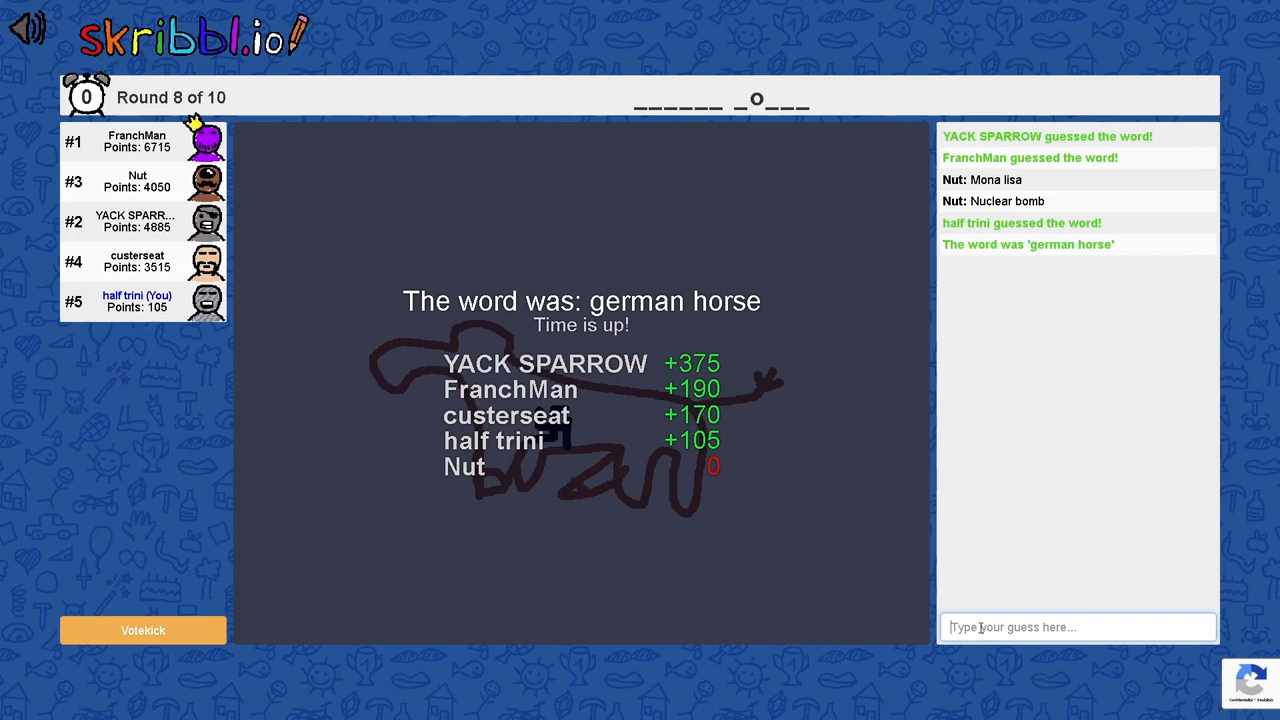 skribbl.io
0
Round 8 of 10
______ _o___
#1
FranchMan
Points: 6715
#3
Nut
Points: 4050
#2
YACK SPARR...
Points: 4885
#4
custerseat
Points: 3515
#5
half trini (You)
Points: 105
Votekick
The word was: german horse
Time is up!
YACK SPARROW +375
FranchMan +190
custerseat +170
half trini +105
Nut 0
YACK SPARROW guessed the word!
FranchMan guessed the word!
Nut: Mona lisa
Nut: Nuclear bomb
half trini guessed the word!
The word was 'german horse'
Type your guess here...